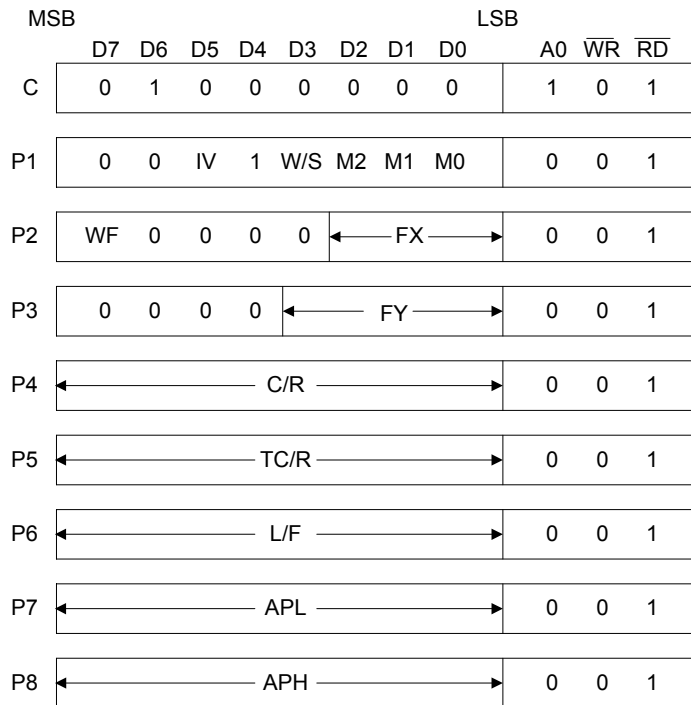 MSB LSB
D7 D6 D5 D4 D3 D2 D1 D0 A0 W̅R̅ R̅D̅
C 0 1 0 0 0 0 0 0 1 0 1
P1 0 0 IV 1 W/S M2 M1 M0 0 0 1
P2 WF 0 0 0 0 FX 0 0 1
P3 0 0 0 0 FY 0 0 1
P4 C/R 0 0 1
P5 TC/R 0 0 1
P6 L/F 0 0 1
P7 APL 0 0 1
P8 APH 0 0 1